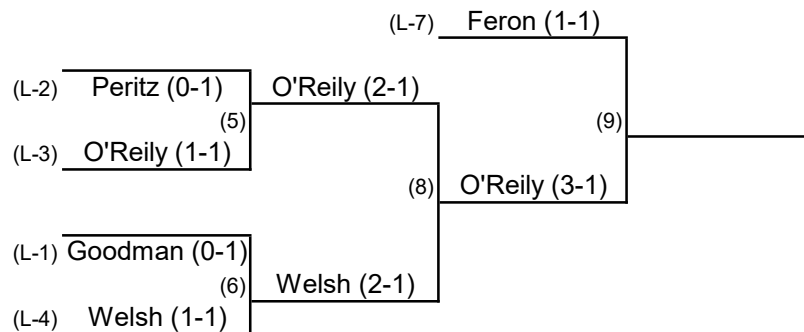 (L-7) Feron (1-1)
(L-2) Peritz (0-1) O'Reily (2-1)
(5) (9)
(L-3) O'Reily (1-1)
(8) O'Reily (3-1)
(L-1) Goodman (0-1)
(6) Welsh (2-1)
(L-4) Welsh (1-1)